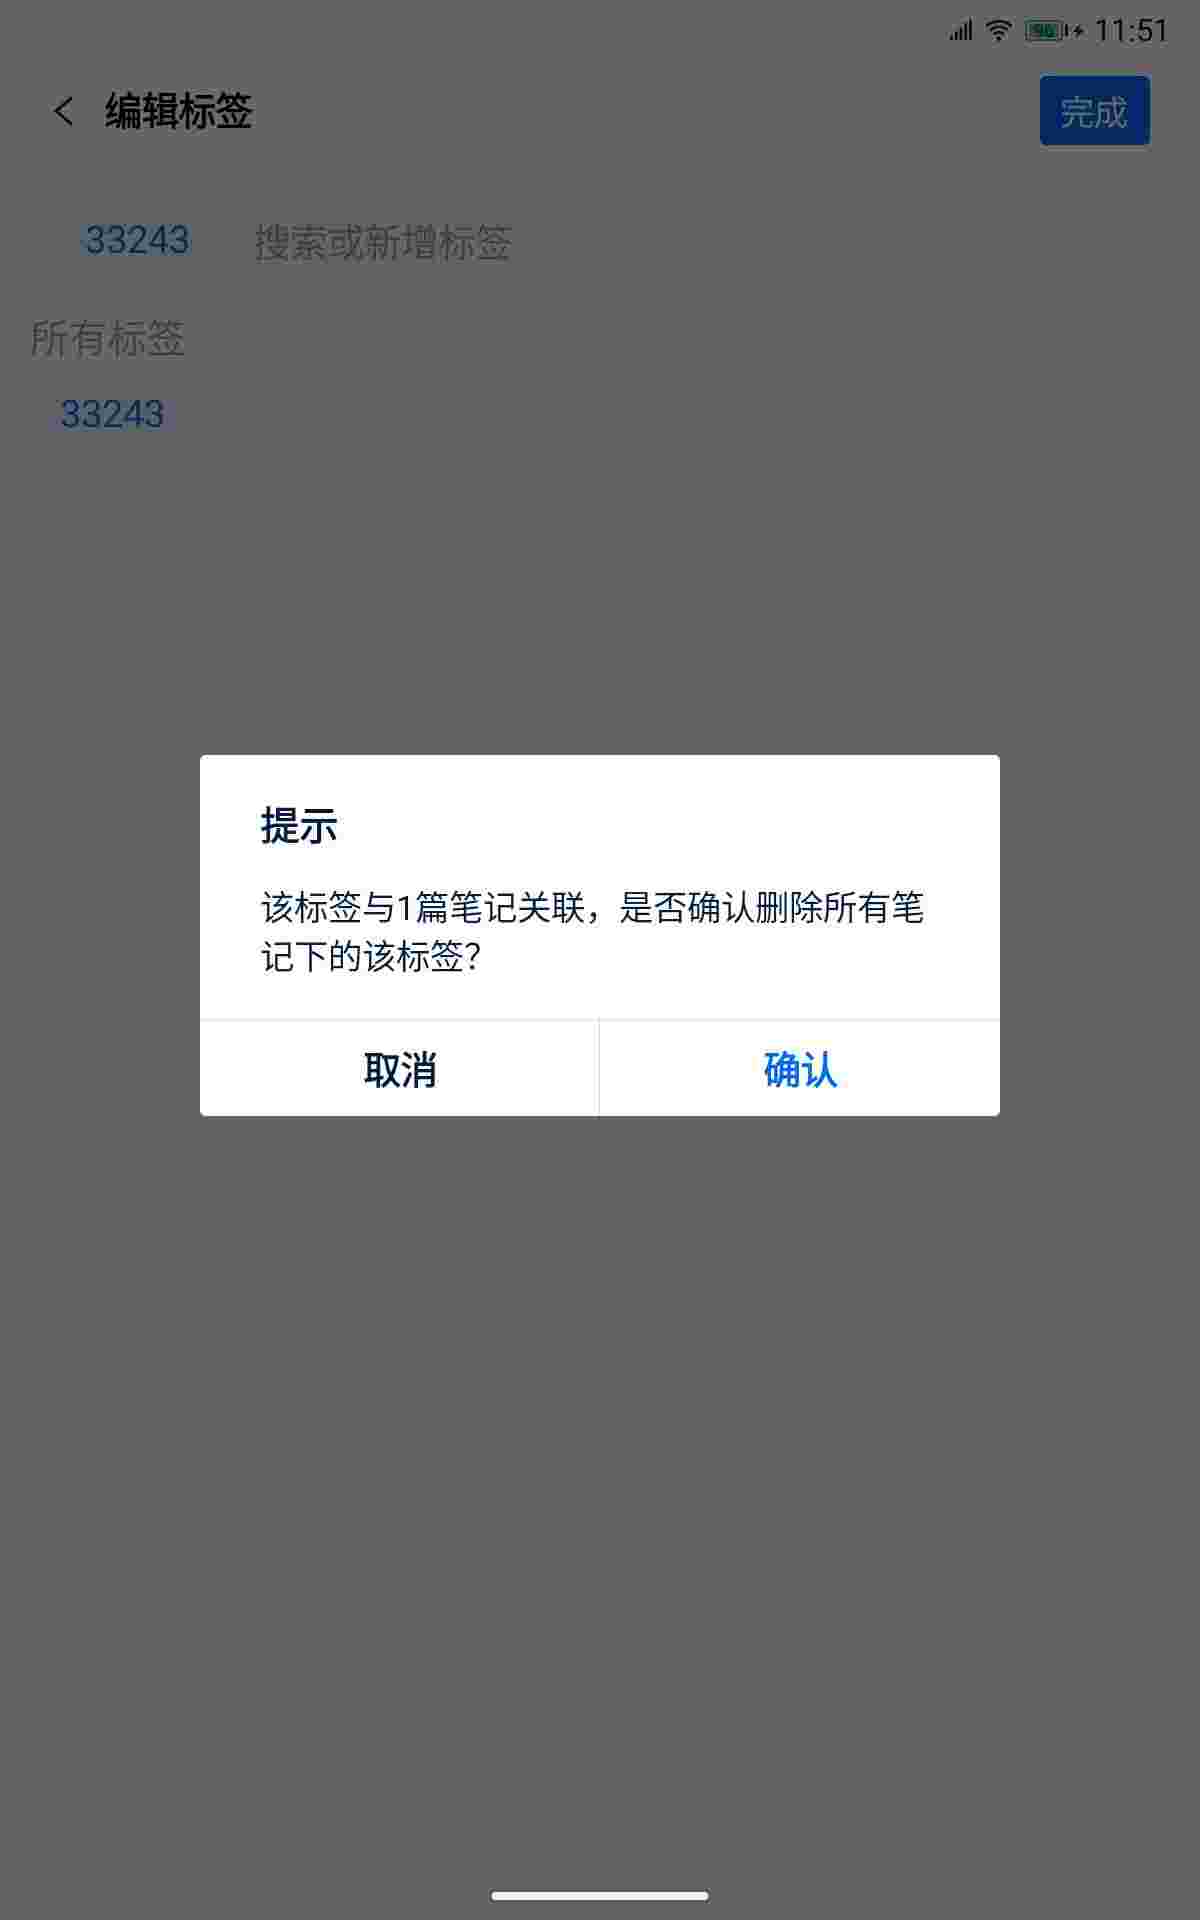 11:51
编辑标签
完成
33243 搜索或新增标签
所有标签
33243
提示
该标签与1篇笔记关联，是否确认删除所有笔
记下的该标签？
取消 确认